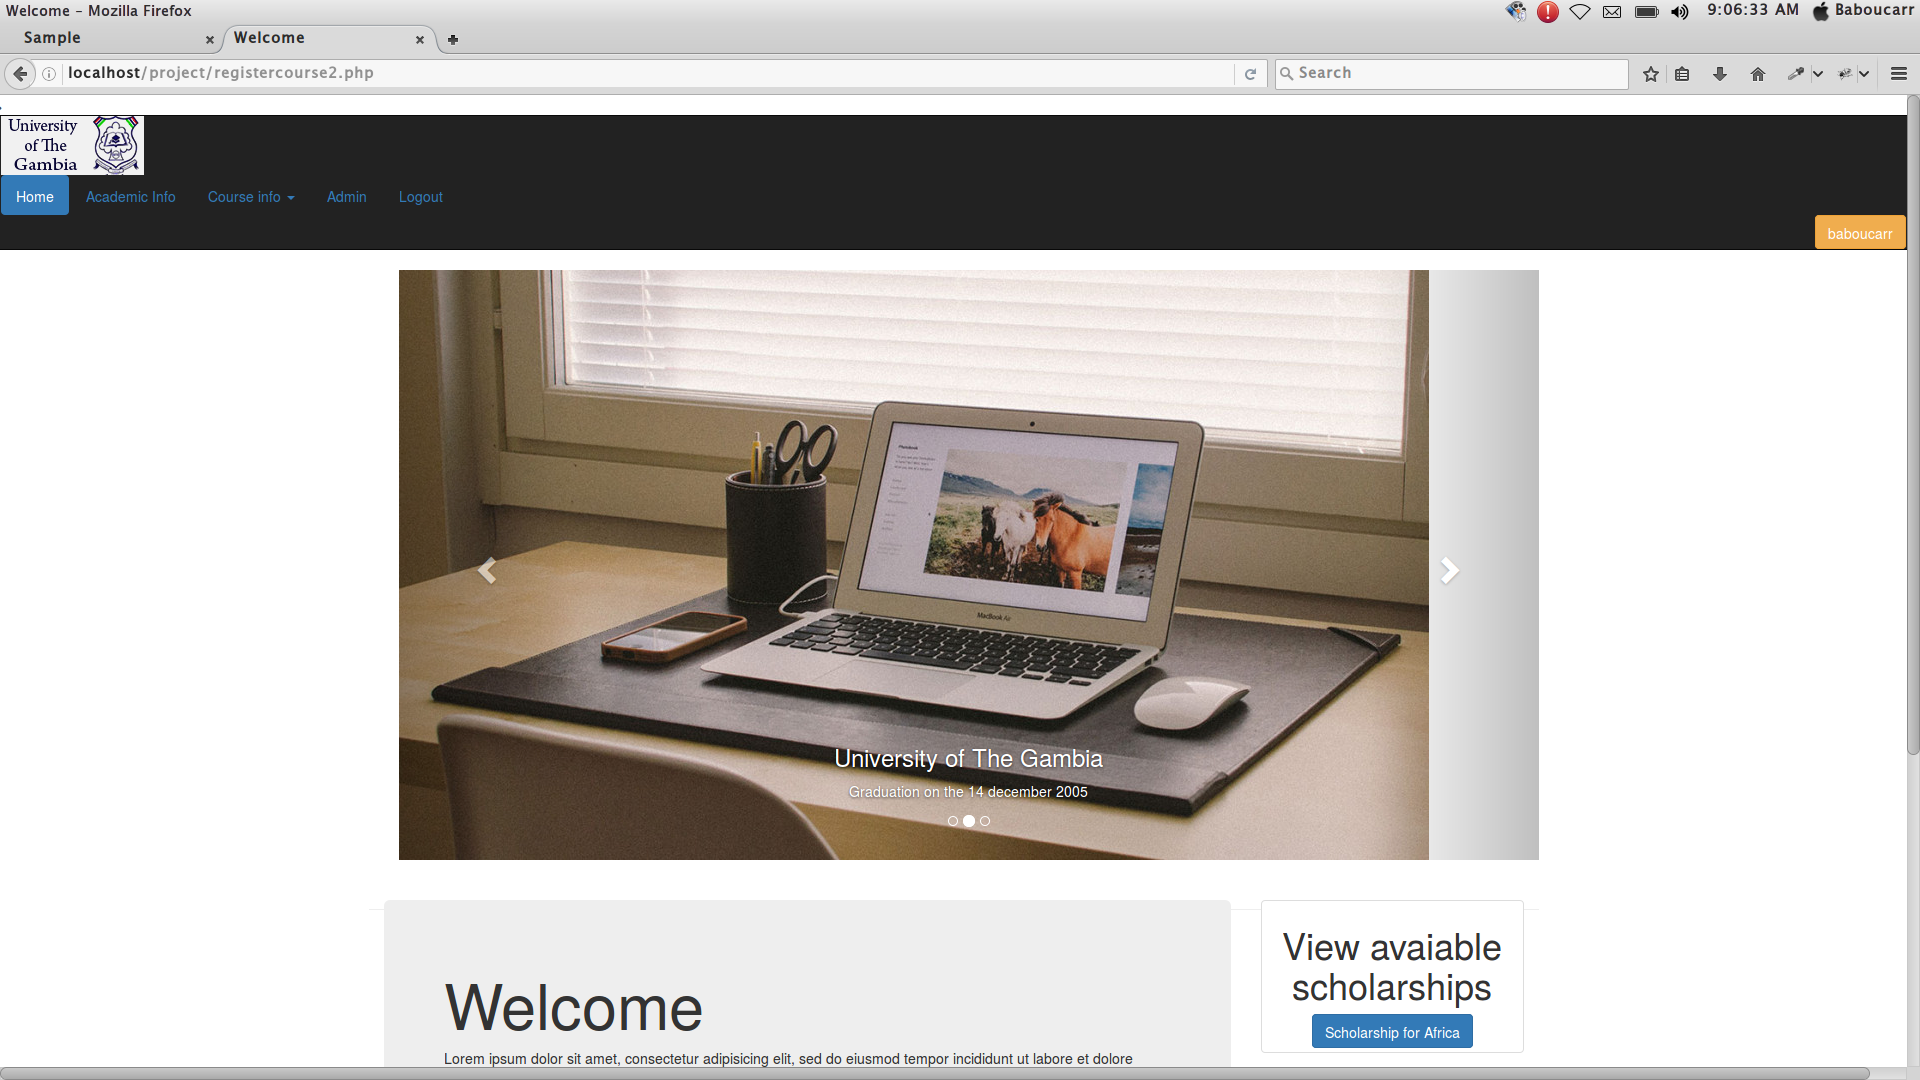 Welcome - Mozilla Firefox
9:06:33 AM Baboucarr
Sample
Welcome
localhost/project/registercourse2.php
Search
University
of The
Gambia
Home Academic Info Course info Admin Logout
baboucarr
MacBook Air
University of The Gambia
Graduation on the 14 december 2005
View avaiable
scholarships
Scholarship for Africa
Welcome
Lorem ipsum dolor sit amet, consectetur adipisicing elit, sed do eiusmod tempor incididunt ut labore et dolore